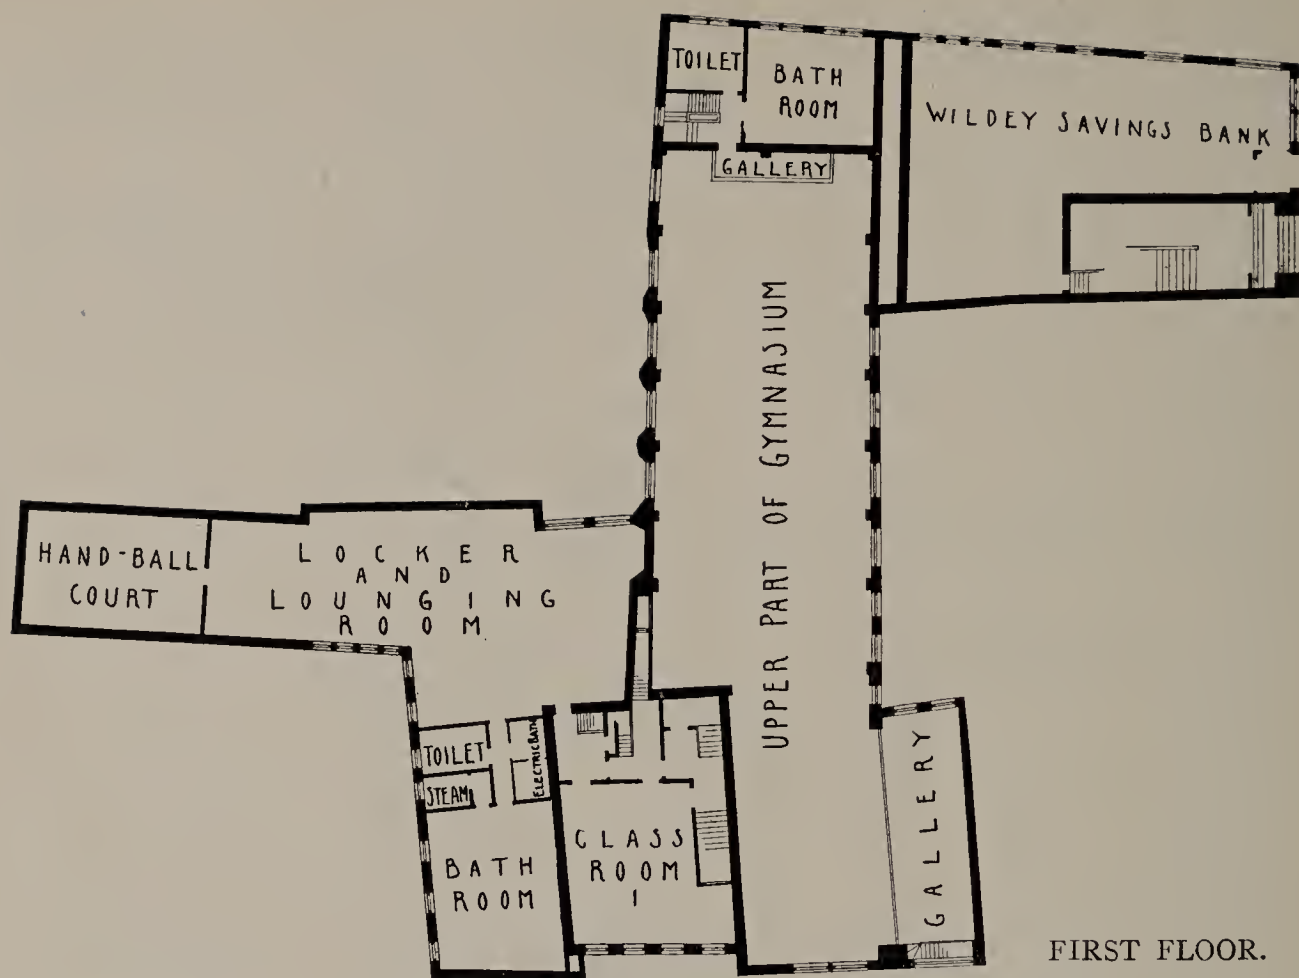 TOILET
BATH
ROOM
WILDEY SAVINGS BANK
GALLERY
UPPER PART OF GYMNASIUM
HAND-BALL
COURT
LOCKER
AND
LOUNGING
ROOM
TOILET
ELECTRIC BATH
STEAM
BATH
ROOM
CLASS
ROOM
1
GALLERY
FIRST FLOOR.